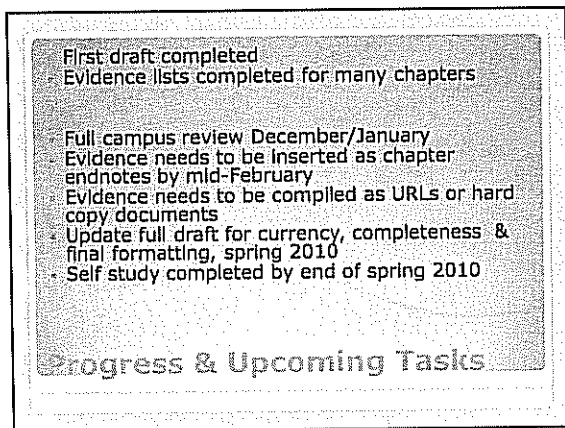 - First draft completed
- Evidence lists completed for many chapters
- Full campus review December/January
- Evidence needs to be inserted as chapter
endnotes by mid-February
- Evidence needs to be compiled as URLs or hard
copy documents
- Update full draft for currency, completeness & 
final formatting, spring 2010
- Self study completed by end of spring 2010
Progress & Upcoming Tasks